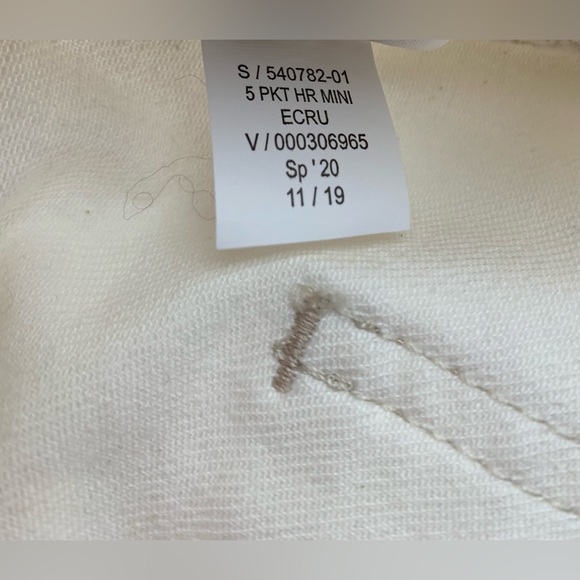 S / 540782-01
5 PKT HR MINI
ECRU
V / 000306965
Sp ' 20
11 / 19